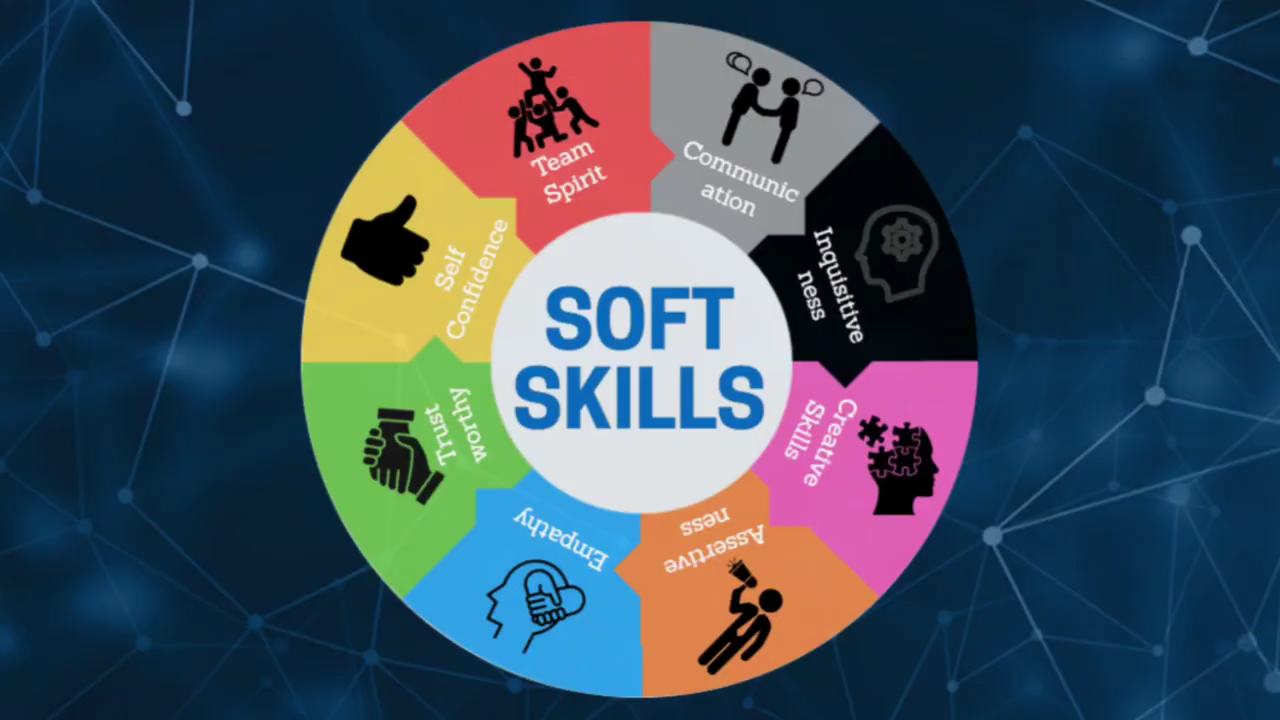 SOFT
SKILLS
Communic
ation
Inquisitive
ness
Creative
Skills
Assertive
ness
Empathy
Trust
worthy
Self
Confidence
Team
Spirit